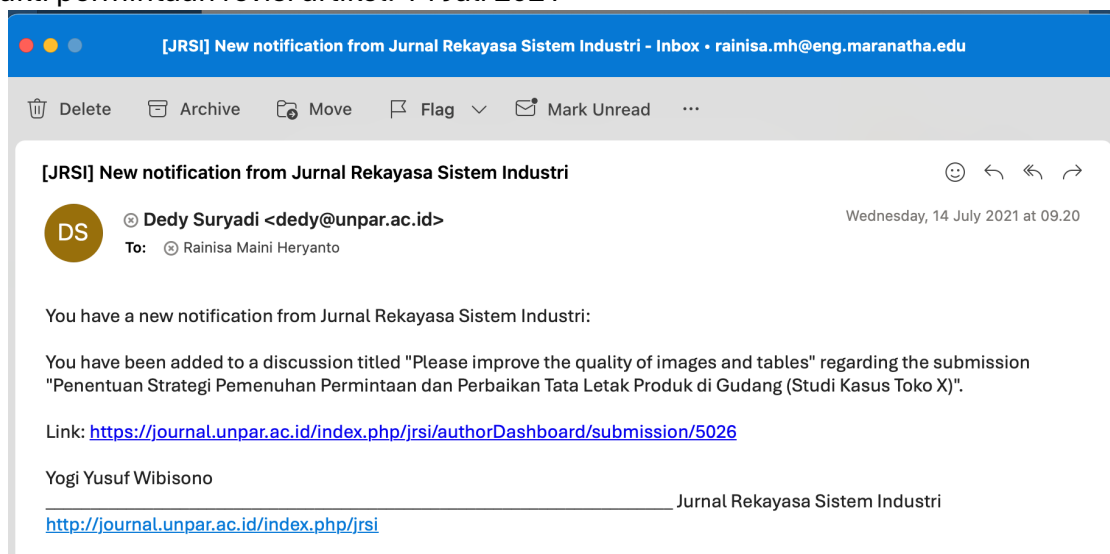 permintaan revisi artikel: 14 Juli 2021
[JRSI] New notification from Jurnal Rekayasa Sistem Industri - Inbox • rainisa.mh@eng.maranatha.edu
Delete Archive Move Flag Mark Unread ...
[JRSI] New notification from Jurnal Rekayasa Sistem Industri
DS
Dedy Suryadi <dedy@unpar.ac.id>
Wednesday, 14 July 2021 at 09.20
To: Rainisa Maini Heryanto
You have a new notification from Jurnal Rekayasa Sistem Industri:
You have been added to a discussion titled "Please improve the quality of images and tables" regarding the submission
"Penentuan Strategi Pemenuhan Permintaan dan Perbaikan Tata Letak Produk di Gudang (Studi Kasus Toko X)".
Link: https://journal.unpar.ac.id/index.php/jrsi/authorDashboard/submission/5026
Yogi Yusuf Wibisono
________________________________________________________________________ Jurnal Rekayasa Sistem Industri
http://journal.unpar.ac.id/index.php/jrsi